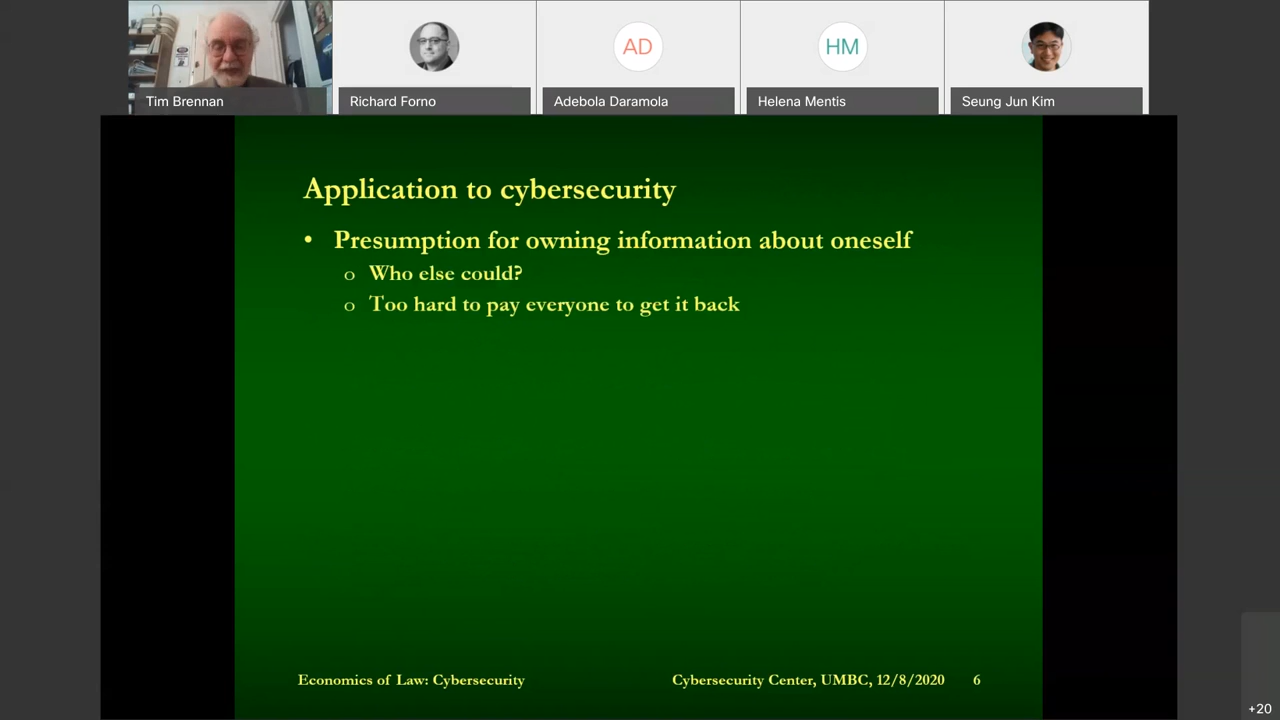 AD
HM
Tim Brennan
Richard Forno
Adebola Daramola
Helena Mentis
Seung Jun Kim
Application to cybersecurity
• Presumption for owning information about oneself
o Who else could?
o Too hard to pay everyone to get it back
Economics of Law: Cybersecurity
Cybersecurity Center, UMBC, 12/8/2020 6
+20